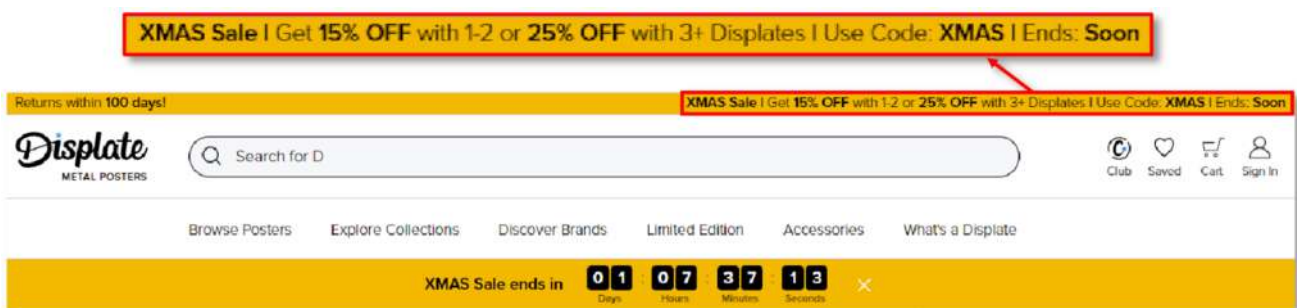 XMAS Sale | Get 15% OFF with 1-2 or 25% OFF with 3+ Displates | Use Code: XMAS | Ends: Soon
Returns within 100 days!
XMAS Sale | Get 15% OFF with 1-2 or 25% OFF with 3+ Displates | Use Code: XMAS | Ends: Soon
Displate
METAL POSTERS
Search for D
Club Saved Cart Sign In
Browse Posters Explore Collections Discover Brands Limited Edition Accessories What's a Displate
XMAS Sale ends in 01 : 07 : 37 : 13
Days Hours Minutes Seconds